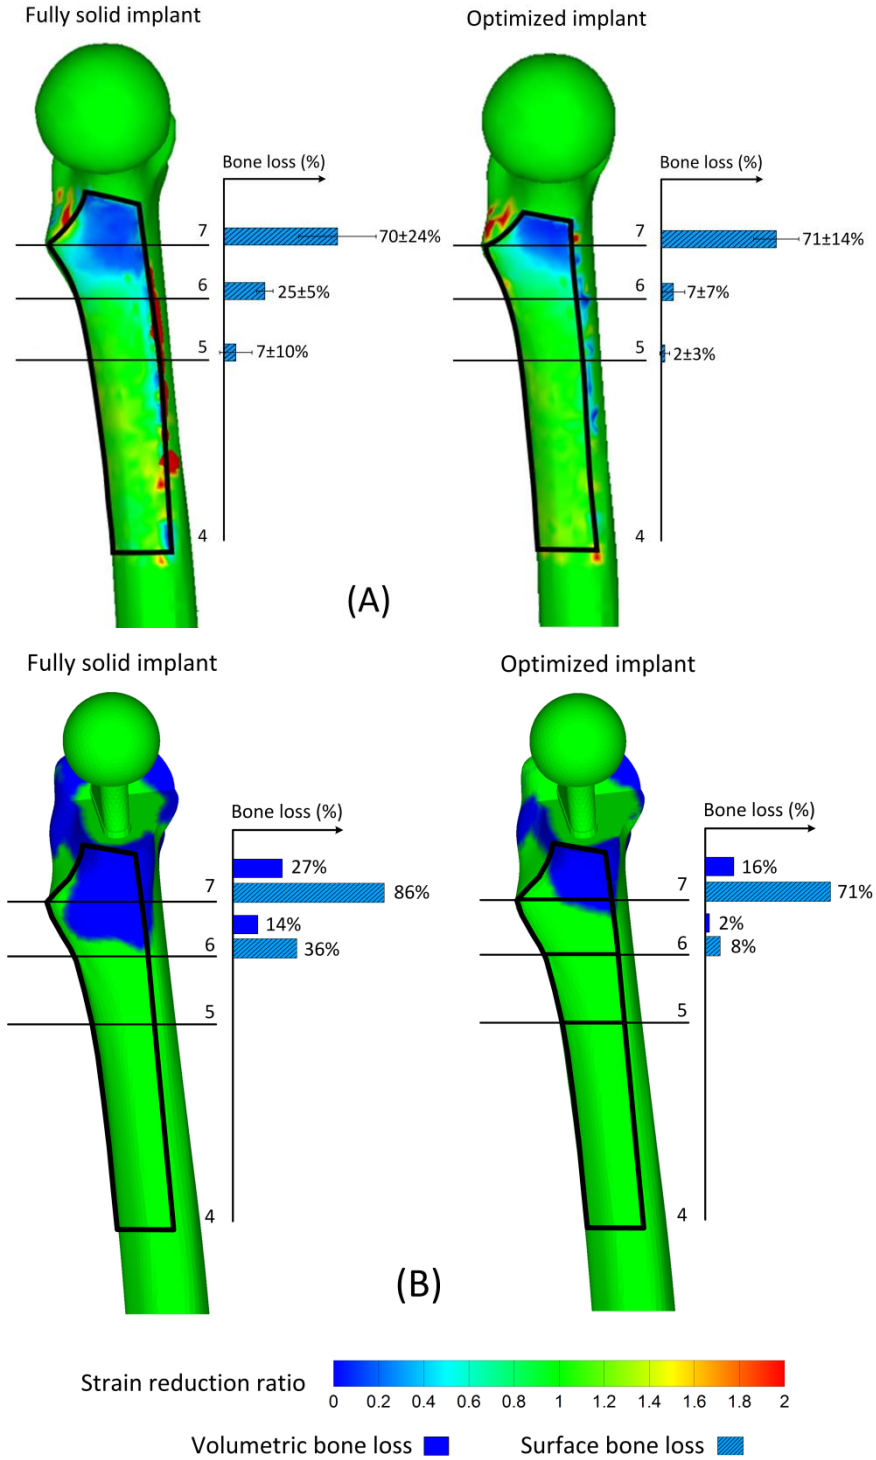 Fully solid implant
Optimized implant
Bone loss (%)
Bone loss (%)
7
70±24%
7
71±14%
6
25±5%
6
7±7%
5
7±10%
5
2±3%
4
4
(A)
Fully solid implant
Optimized implant
Bone loss (%)
Bone loss (%)
27%
16%
7
86%
7
71%
14%
2%
6
36%
6
8%
5
5
4
4
(B)
Strain reduction ratio
0 0.2 0.4 0.6 0.8 1 1.2 1.4 1.6 1.8 2
Volumetric bone loss
Surface bone loss